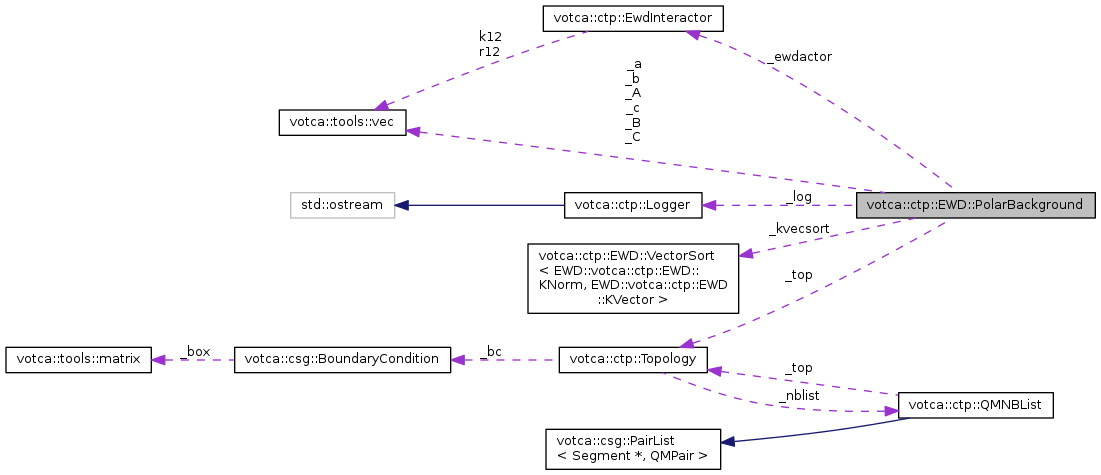 votca::ctp::EwdInteractor
k12
r12
_ewdactor
_a
_b
_A
_c
_B
_C
votca::tools::vec
std::ostream
votca::ctp::Logger
_log
votca::ctp::EWD::PolarBackground
_kvecsort
votca::ctp::EWD::VectorSort
< EWD::votca::ctp::EWD::
KNorm, EWD::votca::ctp::EWD
::KVector >
_top
votca::tools::matrix
_box
votca::csg::BoundaryCondition
_bc
votca::ctp::Topology
_top
_nblist
votca::ctp::QMNBList
votca::csg::PairList
< Segment *, QMPair >